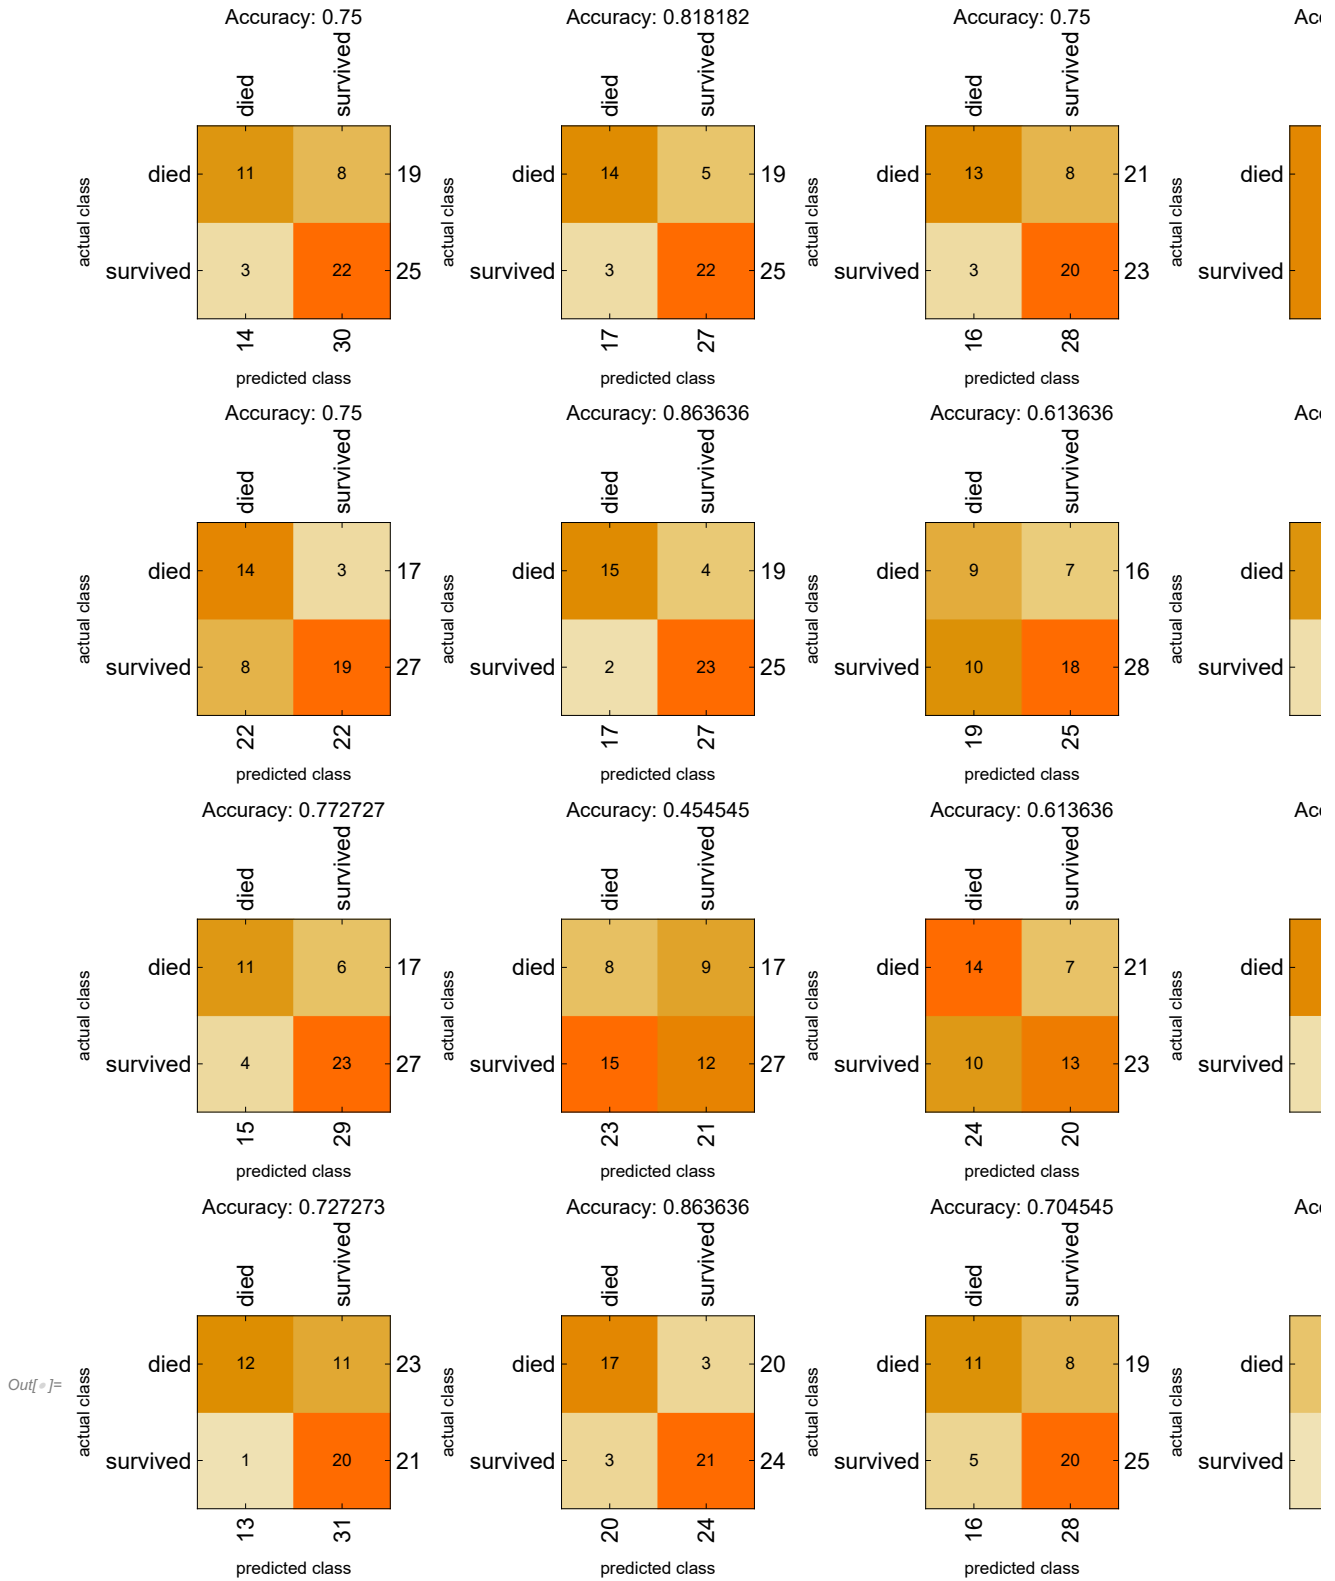 Accuracy: 0.75 Accuracy: 0.818182 Accuracy: 0.75
died survived died survived died survived
died 11 8 19 died 14 5 19 died 13 8 21 died
actual class actual class actual class actual class
survived 3 22 25 survived 3 22 25 survived 3 20 23 survived
14 30 17 27 16 28
predicted class predicted class predicted class
Accuracy: 0.75 Accuracy: 0.863636 Accuracy: 0.613636
died survived died survived died survived
died 14 3 17 died 15 4 19 died 9 7 16 died
actual class actual class actual class actual class
survived 8 19 27 survived 2 23 25 survived 10 18 28 survived
22 22 17 27 19 25
predicted class predicted class predicted class
Accuracy: 0.772727 Accuracy: 0.454545 Accuracy: 0.613636
died survived died survived died survived
died 11 6 17 died 8 9 17 died 14 7 21 died
actual class actual class actual class actual class
survived 4 23 27 survived 15 12 27 survived 10 13 23 survived
15 29 23 21 24 20
predicted class predicted class predicted class
Accuracy: 0.727273 Accuracy: 0.863636 Accuracy: 0.704545
died survived died survived died survived
died 12 11 23 died 17 3 20 died 11 8 19 died
Out[ ]= actual class actual class actual class actual class
survived 1 20 21 survived 3 21 24 survived 5 20 25 survived
13 31 20 24 16 28
predicted class predicted class predicted class